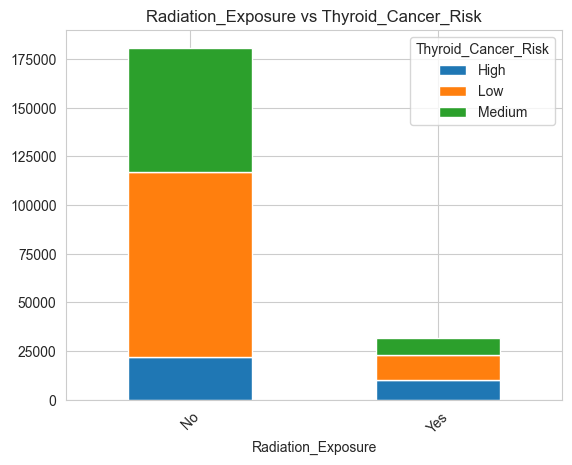 Radiation_Exposure vs Thyroid_Cancer_Risk
Thyroid_Cancer_Risk
High
Low
Medium
175000
150000
125000
100000
75000
50000
25000
0
No
Yes
Radiation_Exposure